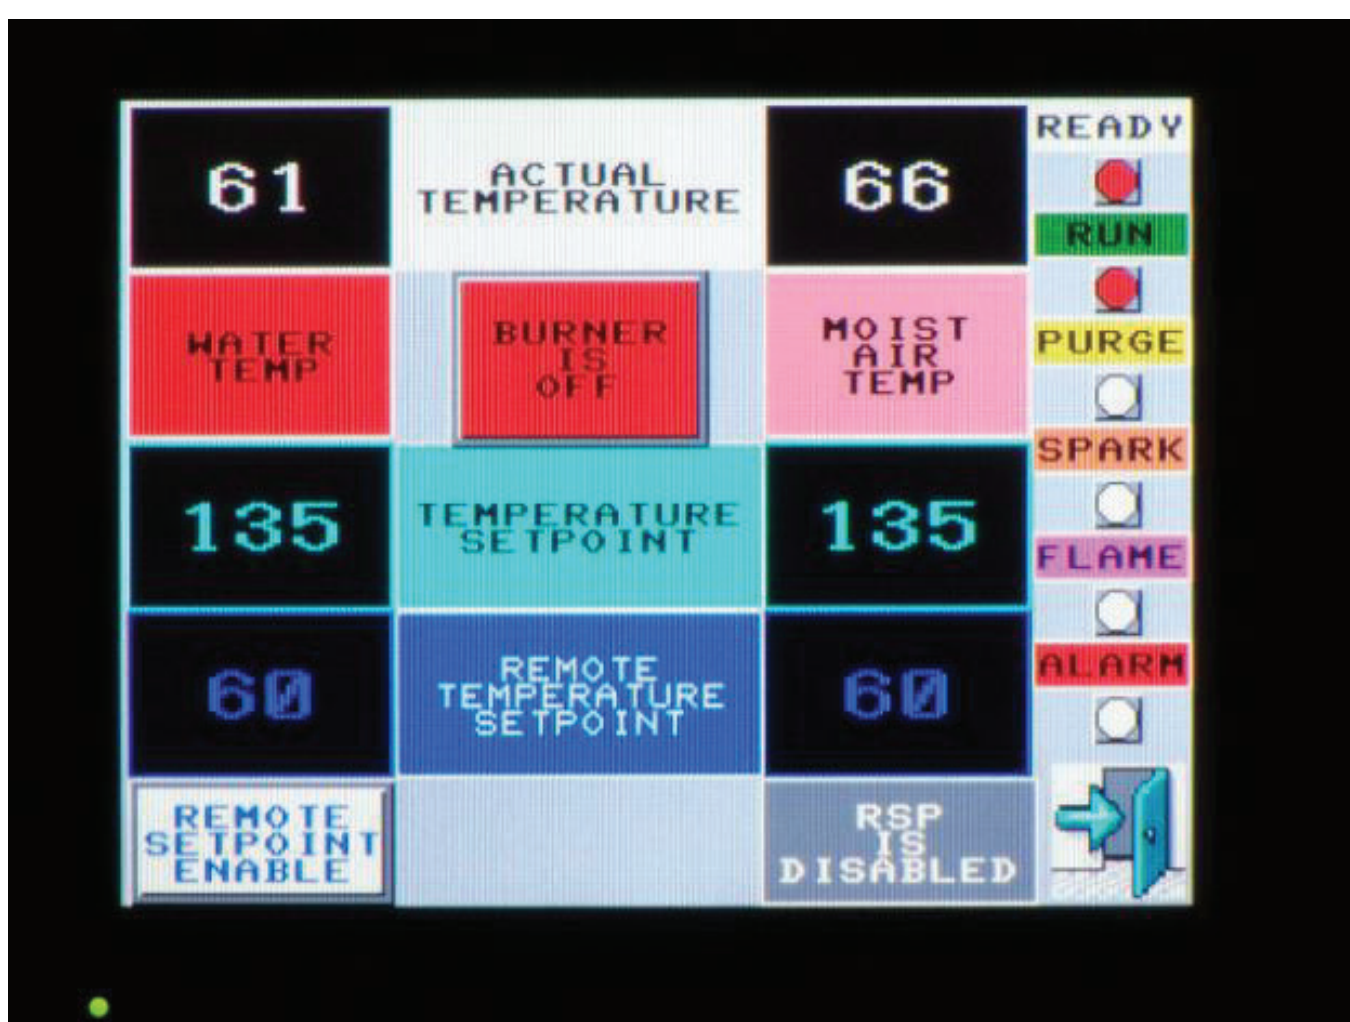 61
ACTUAL
TEMPERATURE
66
READY
RUN
WATER
TEMP
BURNER
IS
OFF
MOIST
AIR
TEMP
PURGE
SPARK
135
TEMPERATURE
SETPOINT
135
FLAME
60
REMOTE
TEMPERATURE
SETPOINT
60
ALARM
REMOTE
SETPOINT
ENABLE
RSP
IS
DISABLED